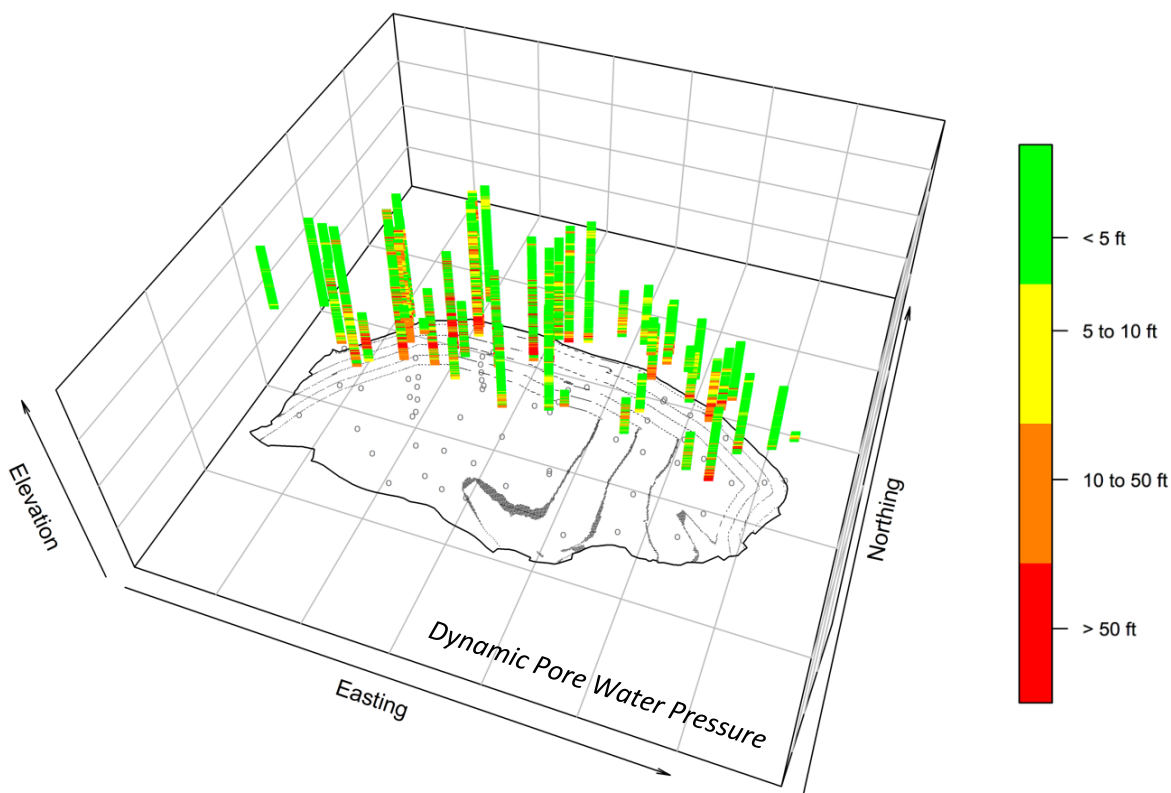 < 5 ft
5 to 10 ft
10 to 50 ft
> 50 ft
Elevation
Northing
Easting
Dynamic Pore Water Pressure